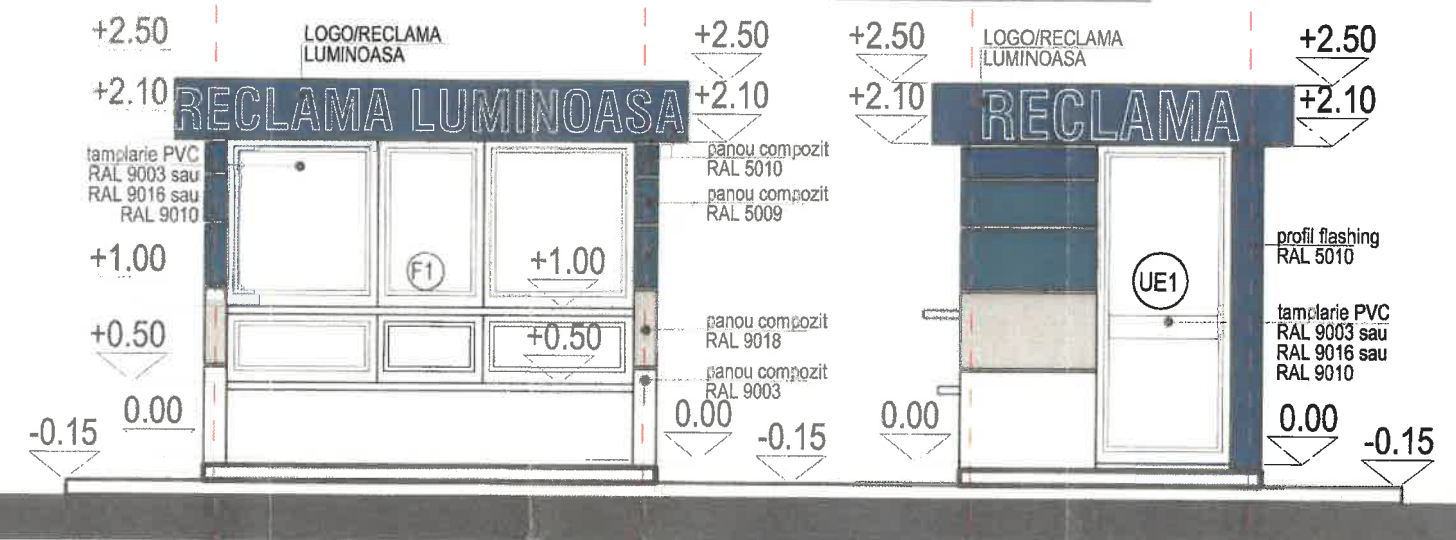 +2.50
LOGO/RECLAMA
LUMINOASA
+2.50
+2.10
RECLAMA LUMINOASA
+2.10
tamplarie PVC
RAL 9003 sau
RAL 9016 sau
RAL 9010
panou compozit
RAL 5010
panou compozit
RAL 5009
+1.00
F1
+1.00
+0.50
+0.50
panou compozit
RAL 9018
panou compozit
RAL 9003
0.00
0.00
-0.15
-0.15
+2.50
LOGO/RECLAMA
LUMINOASA
+2.50
+2.10
RECLAMA
+2.10
profil flashing
RAL 5010
UE1
tamplarie PVC
RAL 9003 sau
RAL 9016 sau
RAL 9010
0.00
0.00
-0.15